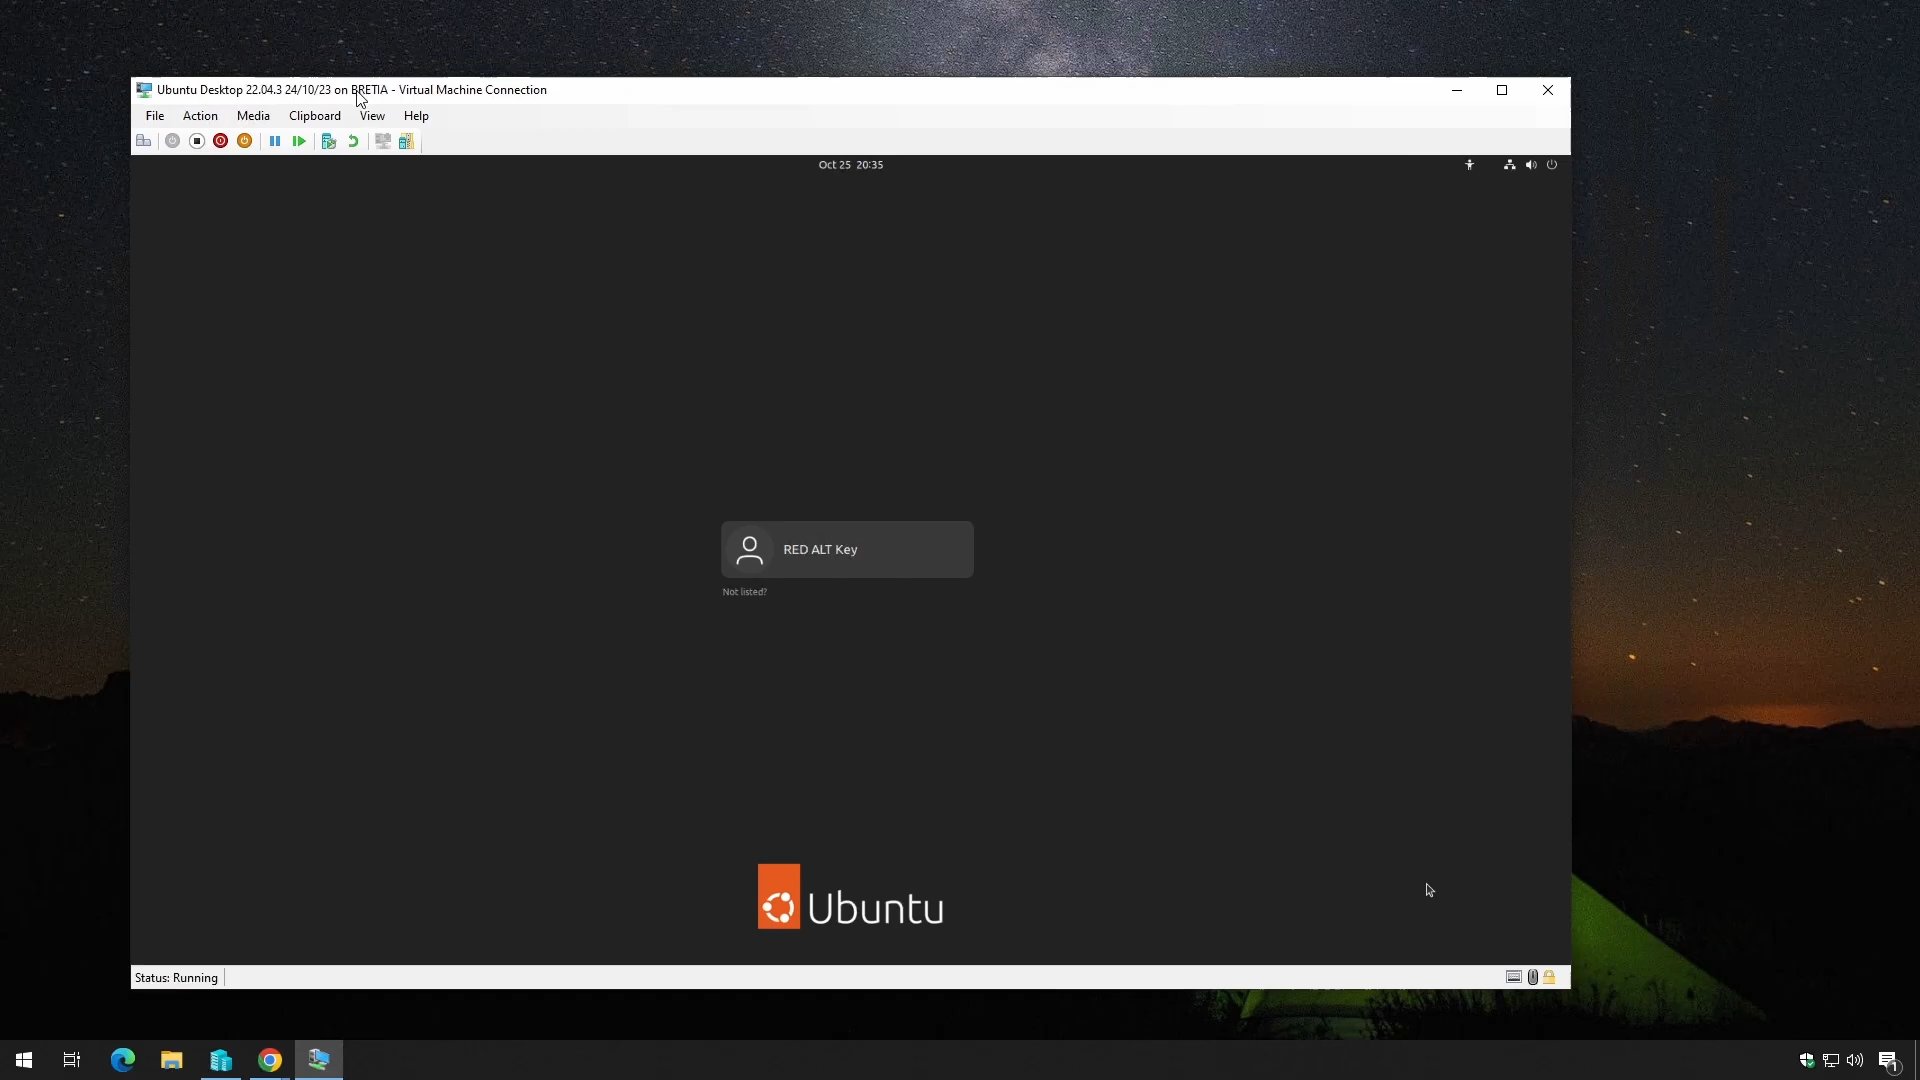 Ubuntu Desktop 22.04.3 24/10/23 on BRETIA - Virtual Machine Connection
File Action Media Clipboard View Help
Oct 25 20:35
RED ALT Key
Not listed?
Ubuntu
Status: Running
1